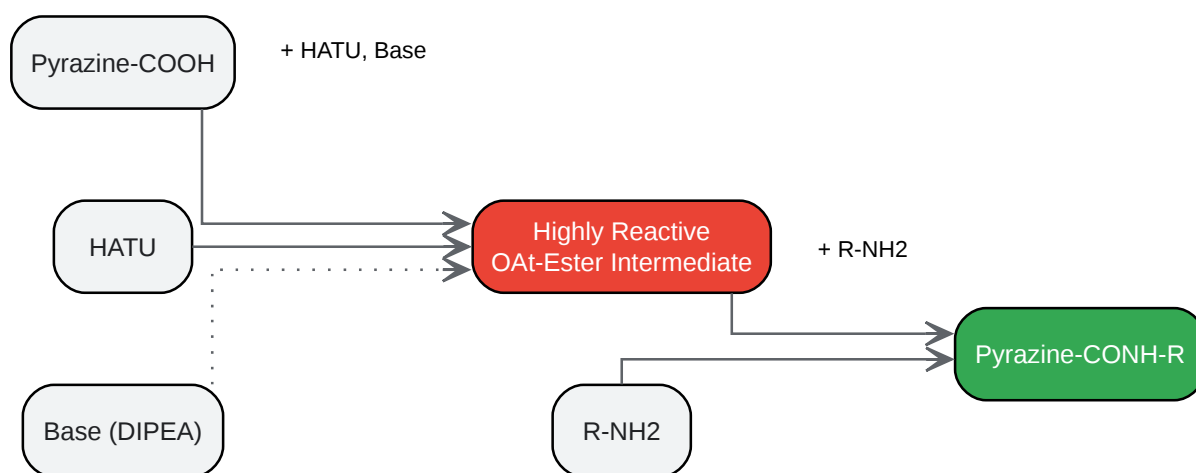 Pyrazine-COOH
+ HATU, Base
HATU
Highly Reactive
OAt-Ester Intermediate
+ R-NH2
Pyrazine-CONH-R
Base (DIPEA)
R-NH2